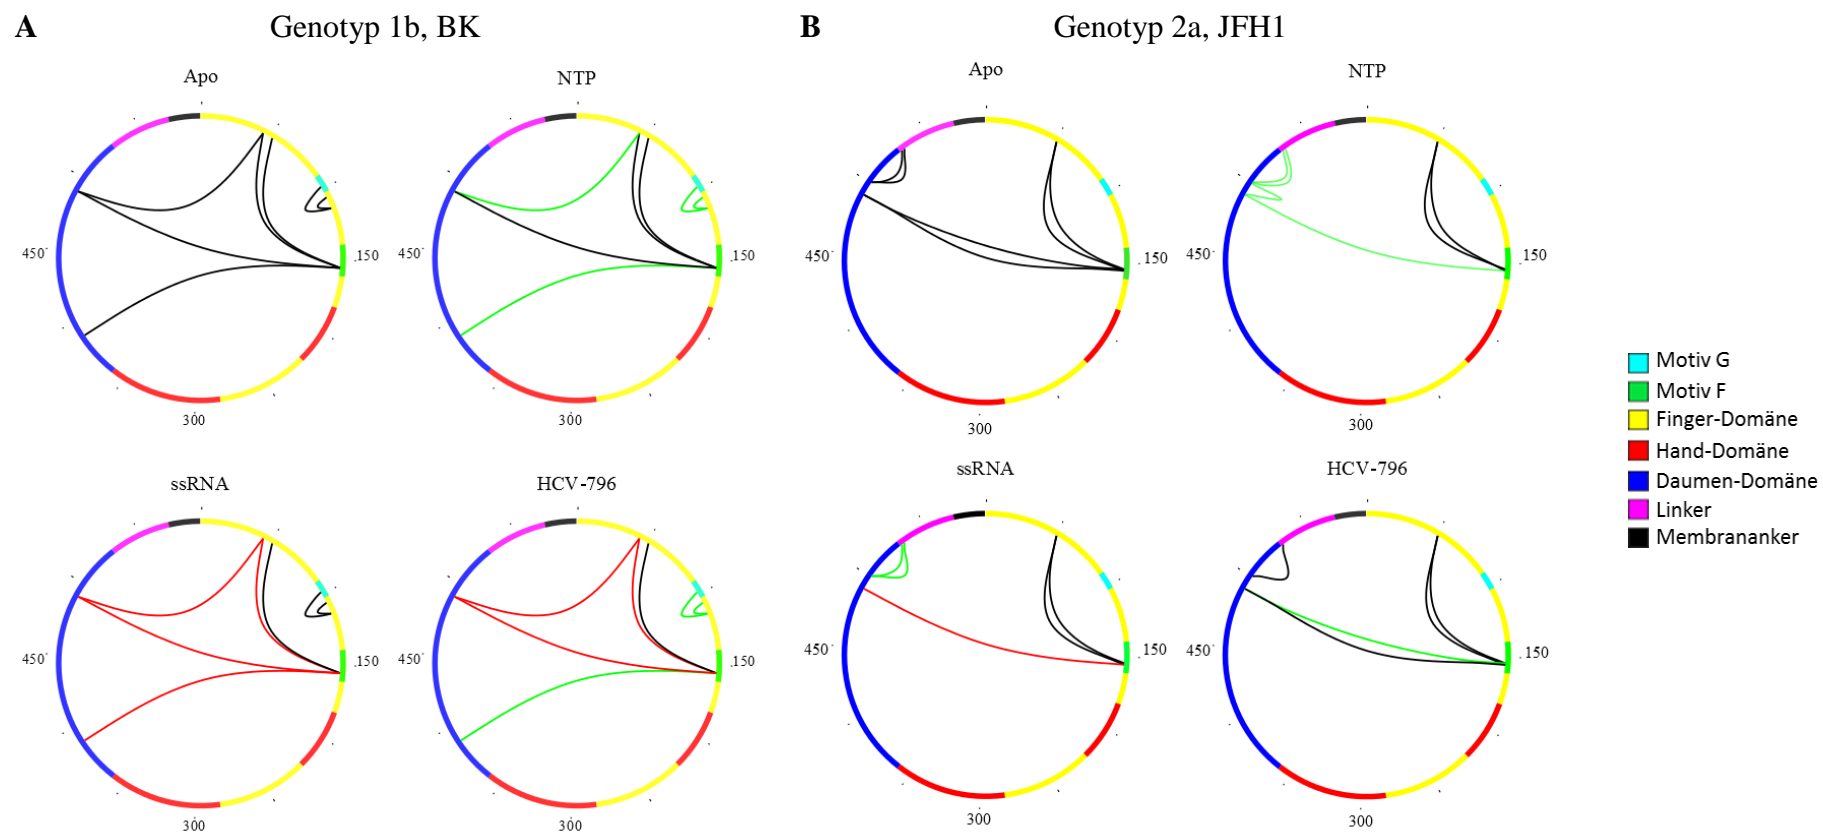 A Genotyp 1b, BK
B Genotyp 2a, JFH1
Apo
NTP
450
.150
300
450
.150
300
Apo
NTP
450
.150
300
450
.150
300
ssRNA
HCV-796
450
.150
300
450
.150
300
ssRNA
HCV-796
450
.150
300
450
.150
300
Motiv G
Motiv F
Finger-Domäne
Hand-Domäne
Daumen-Domäne
Linker
Membrananker